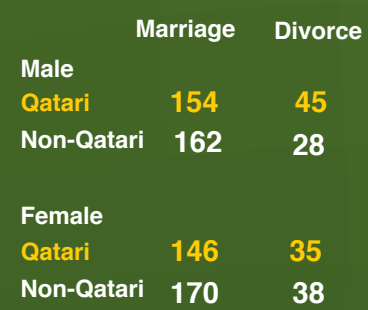 Marriage Divorce
Male
Qatari 154 45
Non-Qatari 162 28
Female
Qatari 146 35
Non-Qatari 170 38